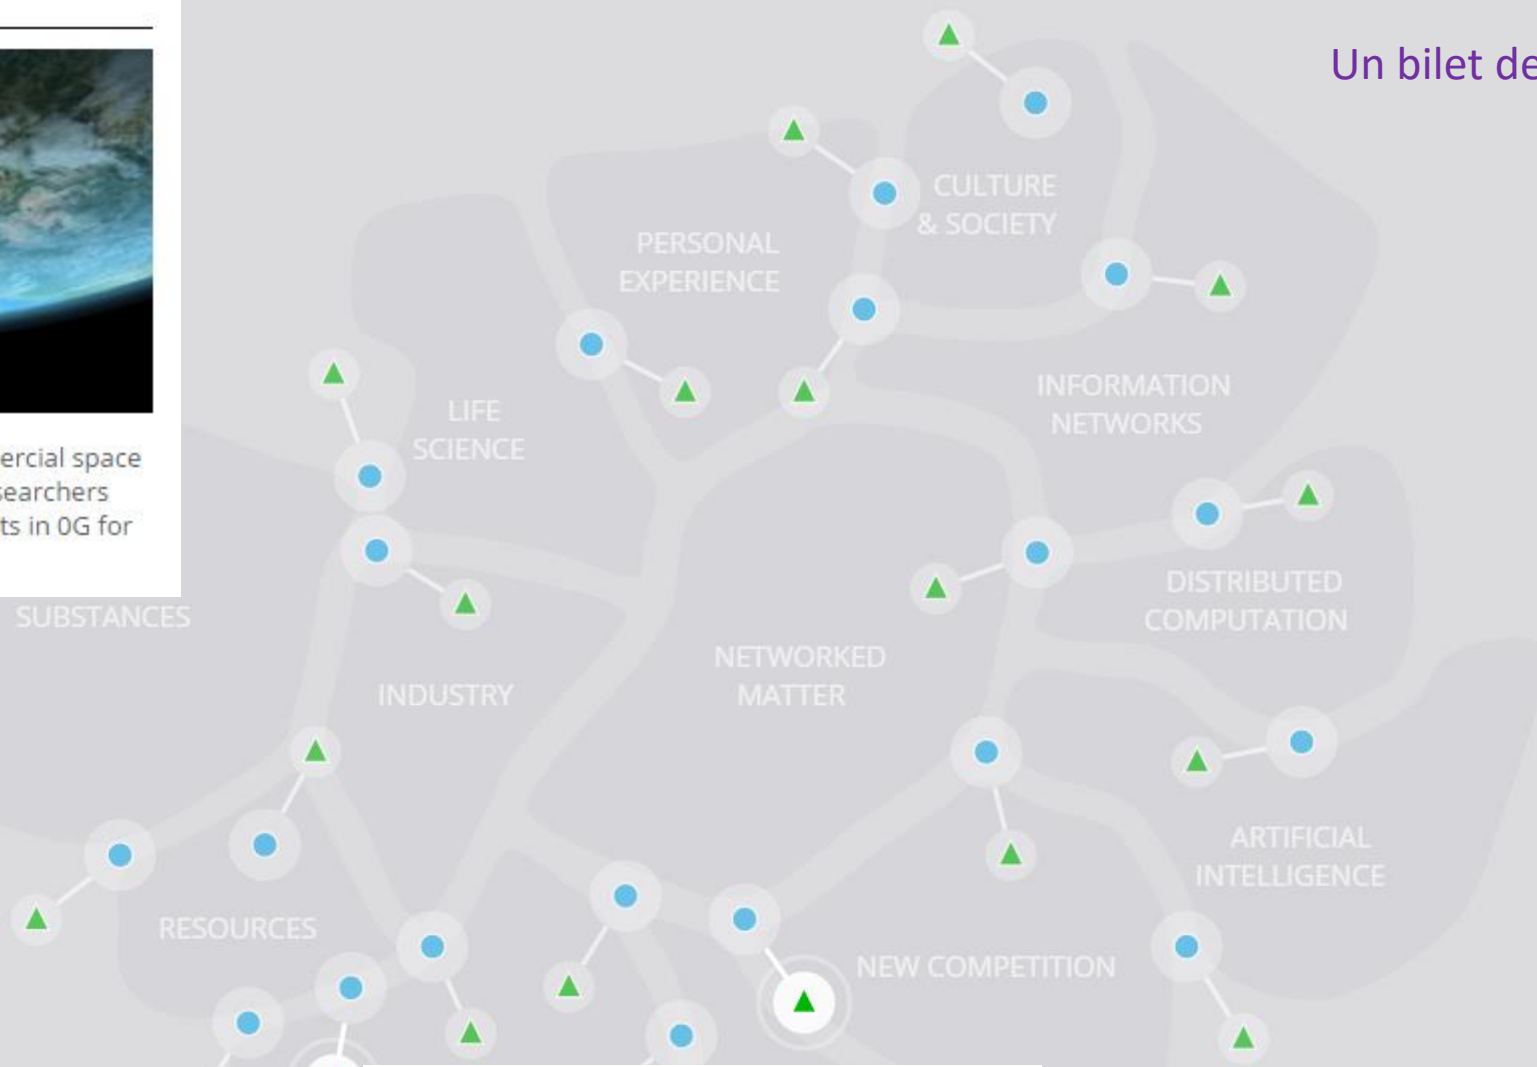 Un bilet de
CULTURE
& SOCIETY
PERSONAL
EXPERIENCE
INFORMATION
NETWORKS
LIFE
SCIENCE
ercial space
searchers
ts in 0G for
DISTRIBUTED
COMPUTATION
SUBSTANCES
NETWORKED
MATTER
INDUSTRY
ARTIFICIAL
INTELLIGENCE
RESOURCES
NEW COMPETITION